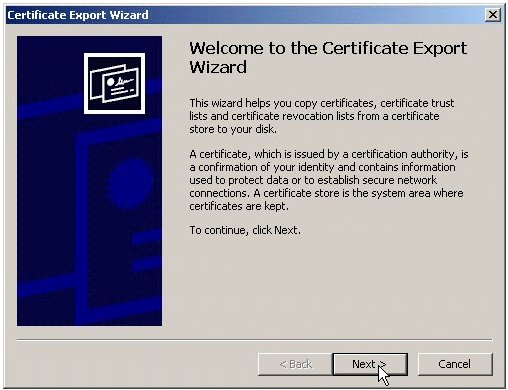 Certificate Export Wizard
Welcome to the Certificate Export
Wizard
This wizard helps you copy certificates, certificate trust
lists and certificate revocation lists from a certificate
store to your disk.
A certificate, which is issued by a certification authority, is
a confirmation of your identity and contains information
used to protect data or to establish secure network
connections. A certificate store is the system area where
certificates are kept.
To continue, click Next.
< Back
Next >
Cancel